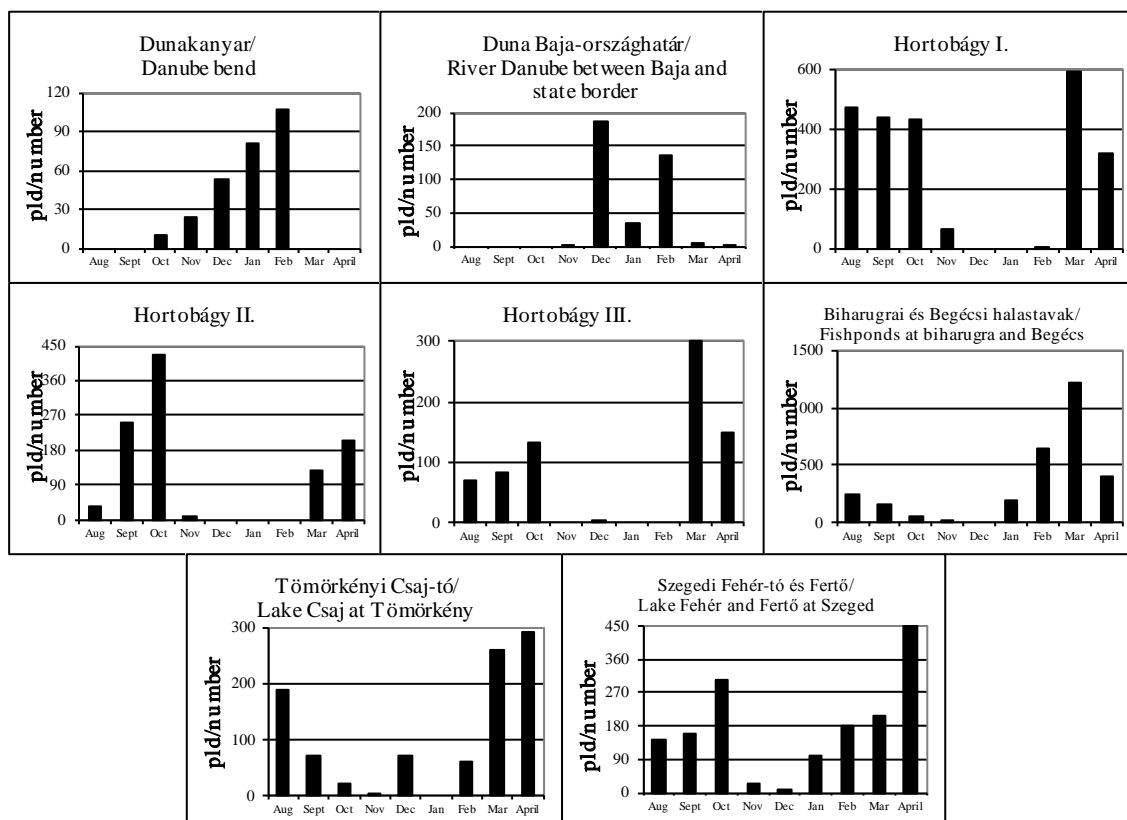 Dunakanyar/
Danube bend
pld/number
120
90
60
30
0
Aug Sept Oct Nov Dec Jan Feb Mar April
Duna Baja-országhatár/
River Danube between Baja and
state border
pld/number
200
150
100
50
0
Aug Sept Oct Nov Dec Jan Feb Mar April
Hortobágy I.
pld/number
600
400
200
0
Aug Sept Oct Nov Dec Jan Feb Mar April
Hortobágy II.
pld/number
450
360
270
180
90
0
Aug Sept Oct Nov Dec Jan Feb Mar April
Hortobágy III.
pld/number
300
200
100
0
Aug Sept Oct Nov Dec Jan Feb Mar April
Biharugrai és Begécsi halastavak/
Fishponds at biharugra and Begécs
pld/number
1500
1000
500
0
Aug Sept Oct Nov Dec Jan Feb Mar April
Tömörkényi Csaj-tó/
Lake Csaj at Tömörkény
pld/number
300
200
100
0
Aug Sept Oct Nov Dec Jan Feb Mar April
Szegedi Fehér-tó és Fertő/
Lake Fehér and Fertő at Szeged
pld/number
450
360
270
180
90
0
Aug Sept Oct Nov Dec Jan Feb Mar April